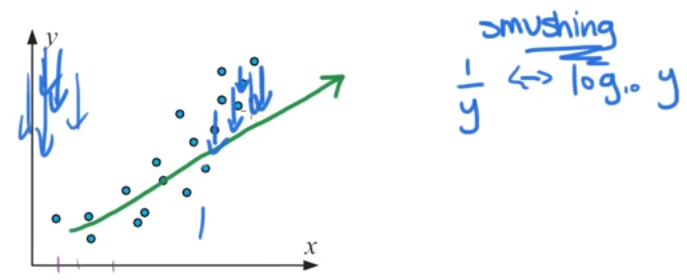 smushing
1/y <-> log₁₀ y
y
x